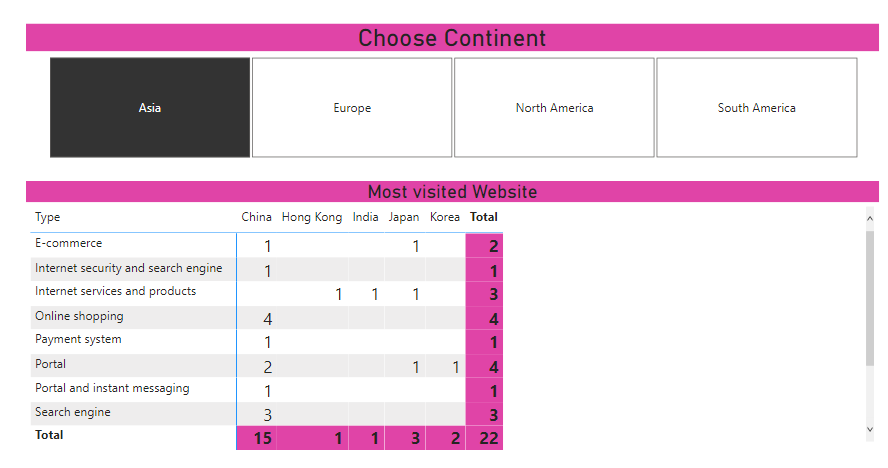 Choose Continent
Asia Europe North America South America
Most visited Website
Type China Hong Kong India Japan Korea Total
E-commerce 1 1 2
Internet security and search engine 1 1
Internet services and products 1 1 1 3
Online shopping 4 4
Payment system 1 1
Portal 2 1 1 4
Portal and instant messaging 1 1
Search engine 3 3
Total 15 1 1 3 2 22